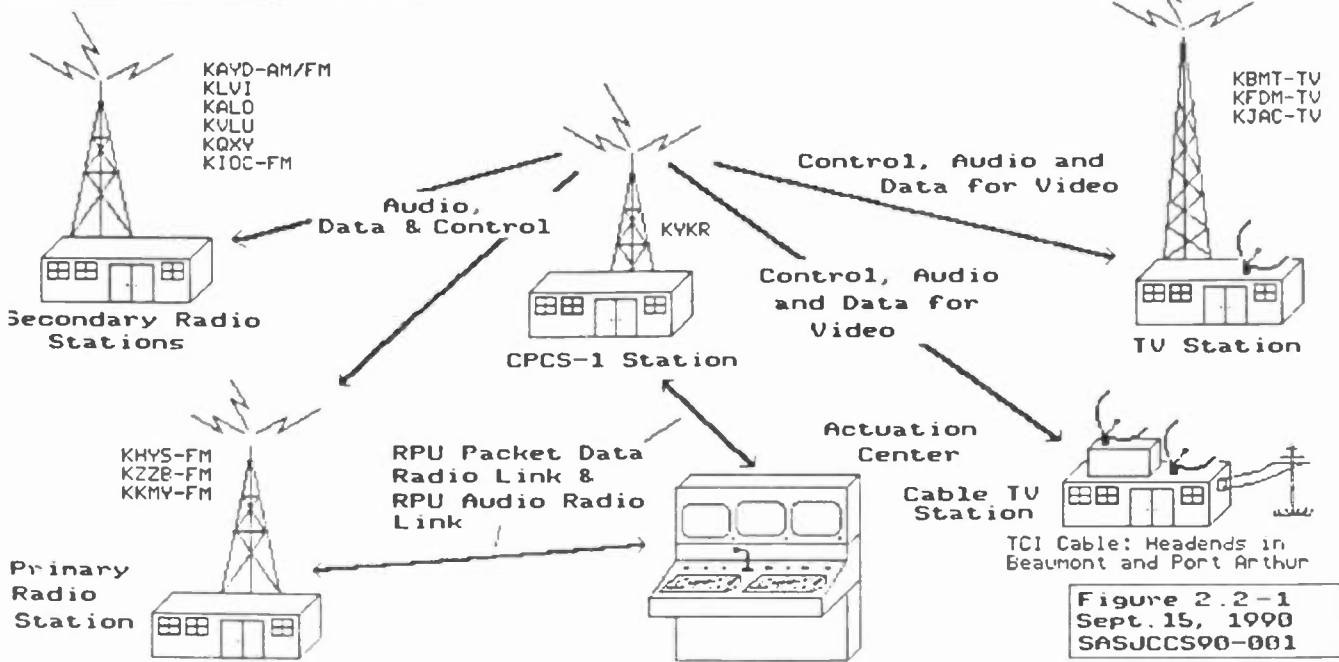 KAYD-AM/FM
KLVI
KALO
KVLU
KQXY
KIOC-FM
Secondary Radio
Stations
Audio,
Data & Control
KYKR
CPCS-1 Station
Control, Audio and
Data for Video
KBMT-TV
KFDM-TV
KJAC-TV
TV Station
Control, Audio
and Data for
Video
KHYS-FM
KZZB-FM
KKMY-FM
Primary
Radio
Station
RPU Packet Data
Radio Link &
RPU Audio Radio
Link
Actuation
Center
Cable TV
Station
TCI Cable: Headends in
Beaumont and Port Arthur
Figure 2.2-1
Sept.15, 1990
SASJCCS90-001